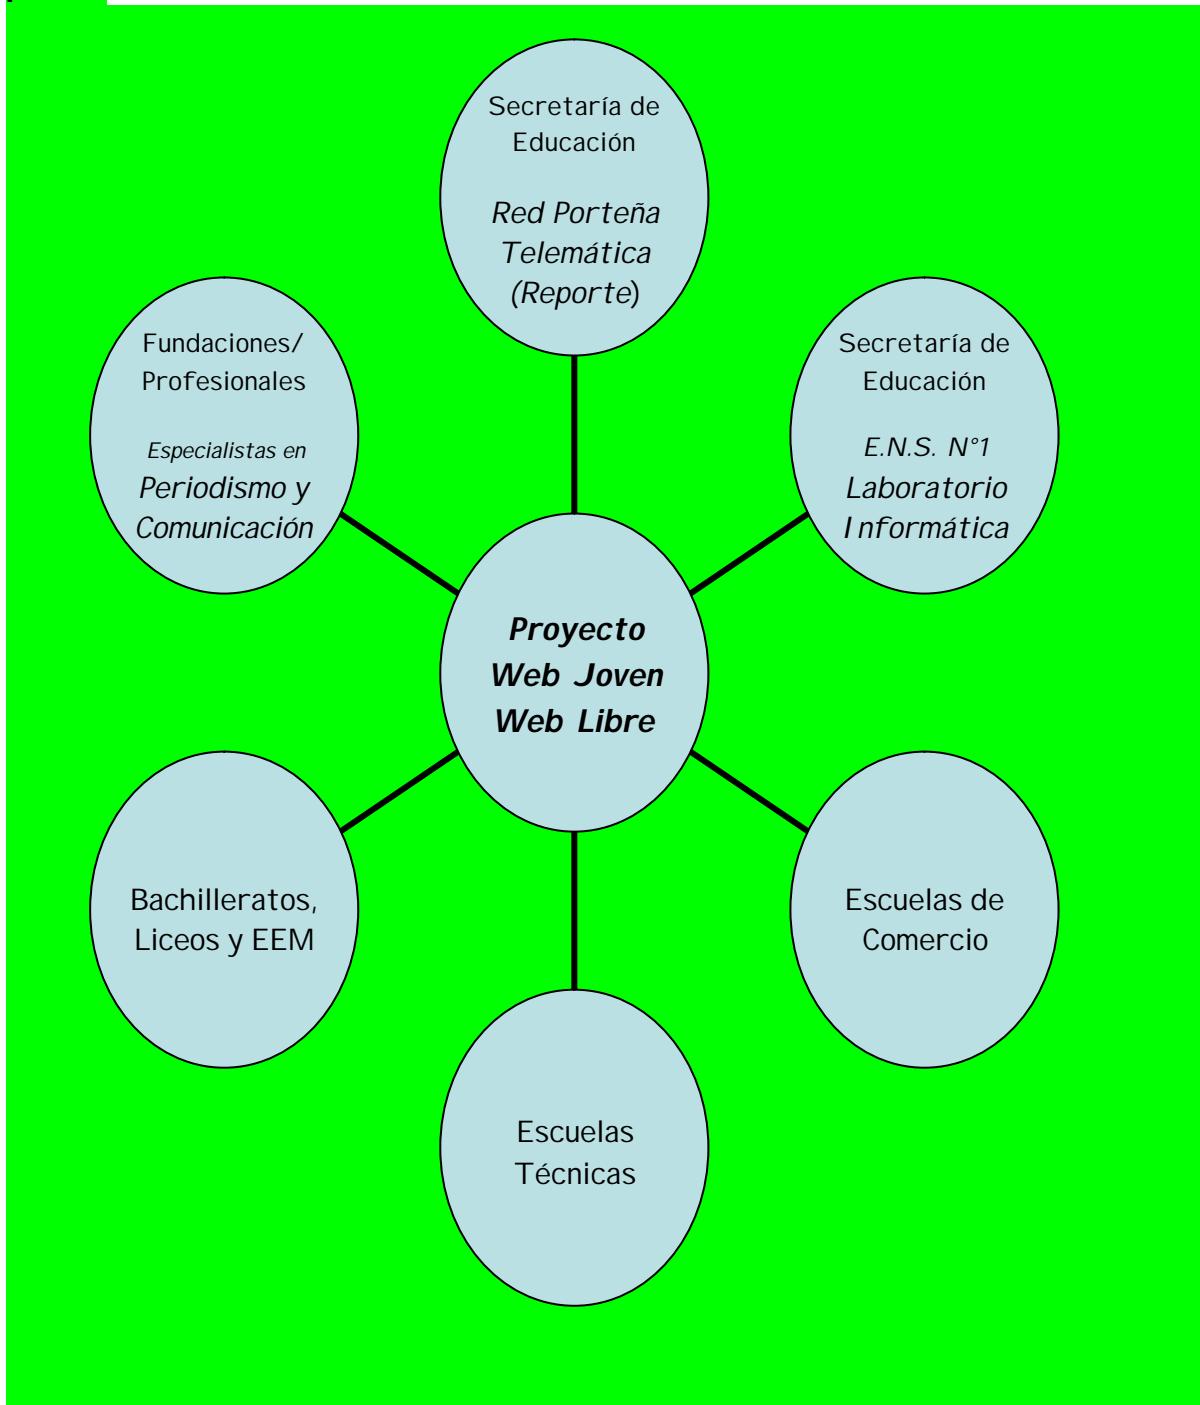 Secretaría de
Educación
Red Porteña
Telemática
(Reporte)
Fundaciones/
Profesionales
Especialistas en
Periodismo y
Comunicación
Secretaría de
Educación
E.N.S. N°1
Laboratorio
Informática
Proyecto
Web Joven
Web Libre
Bachilleratos,
Liceos y EEM
Escuelas de
Comercio
Escuelas
Técnicas